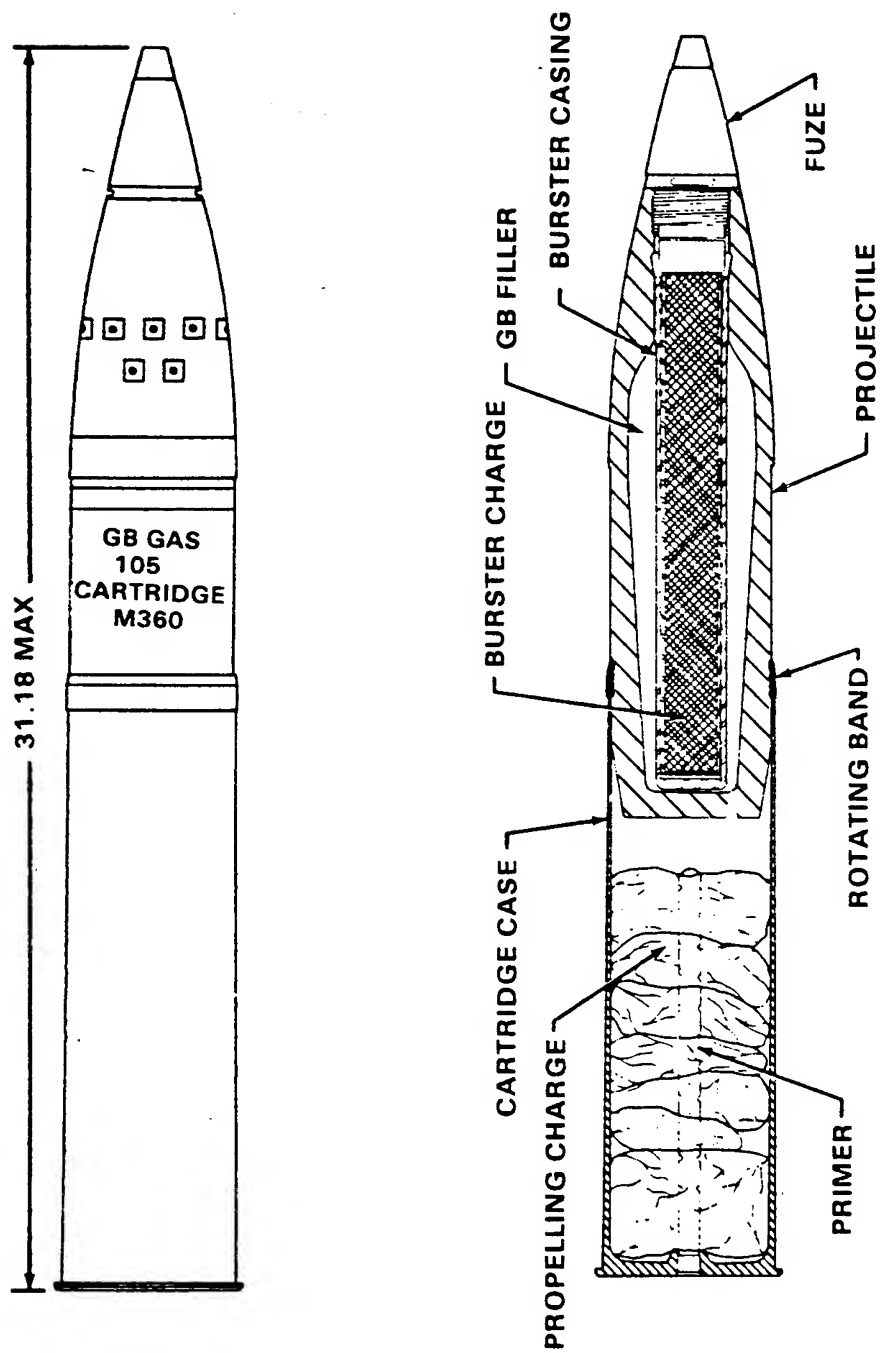 31.18 MAX
GB GAS
105
CARTRIDGE
M360
PROPELLING CHARGE
CARTRIDGE CASE
BURSTER CHARGE
GB FILLER
BURSTER CASING
PRIMER
ROTATING BAND
PROJECTILE
FUZE